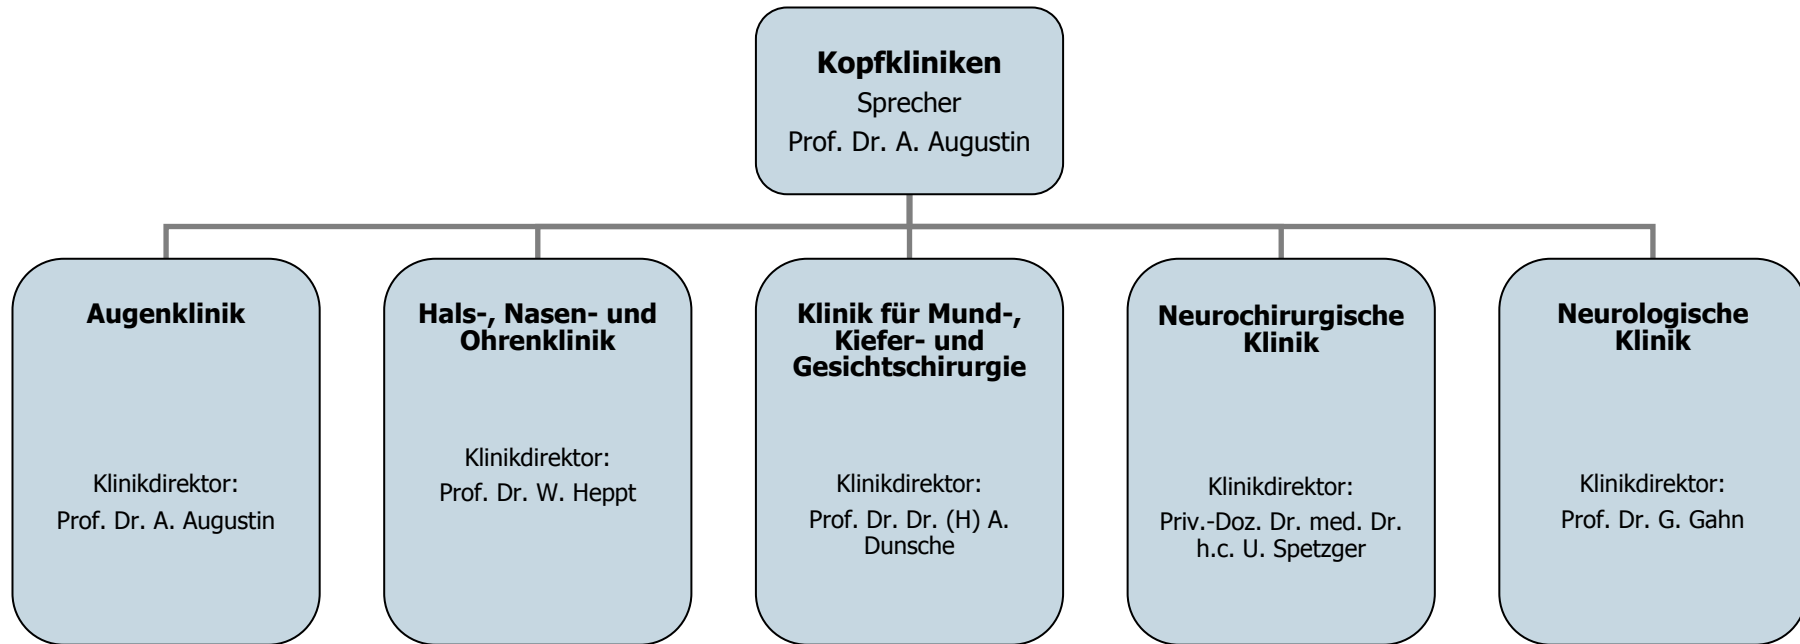 Kopfkliniken
Sprecher
Prof. Dr. A. Augustin
Augenklinik
Klinikdirektor:
Prof. Dr. A. Augustin
Hals-, Nasen- und
Ohrenklinik
Klinikdirektor:
Prof. Dr. W. Heppt
Klinik für Mund-,
Kiefer- und
Gesichtschirurgie
Klinikdirektor:
Prof. Dr. Dr. (H) A.
Dunsche
Neurochirurgische
Klinik
Klinikdirektor:
Priv.-Doz. Dr. med. Dr.
h.c. U. Spetzger
Neurologische
Klinik
Klinikdirektor:
Prof. Dr. G. Gahn